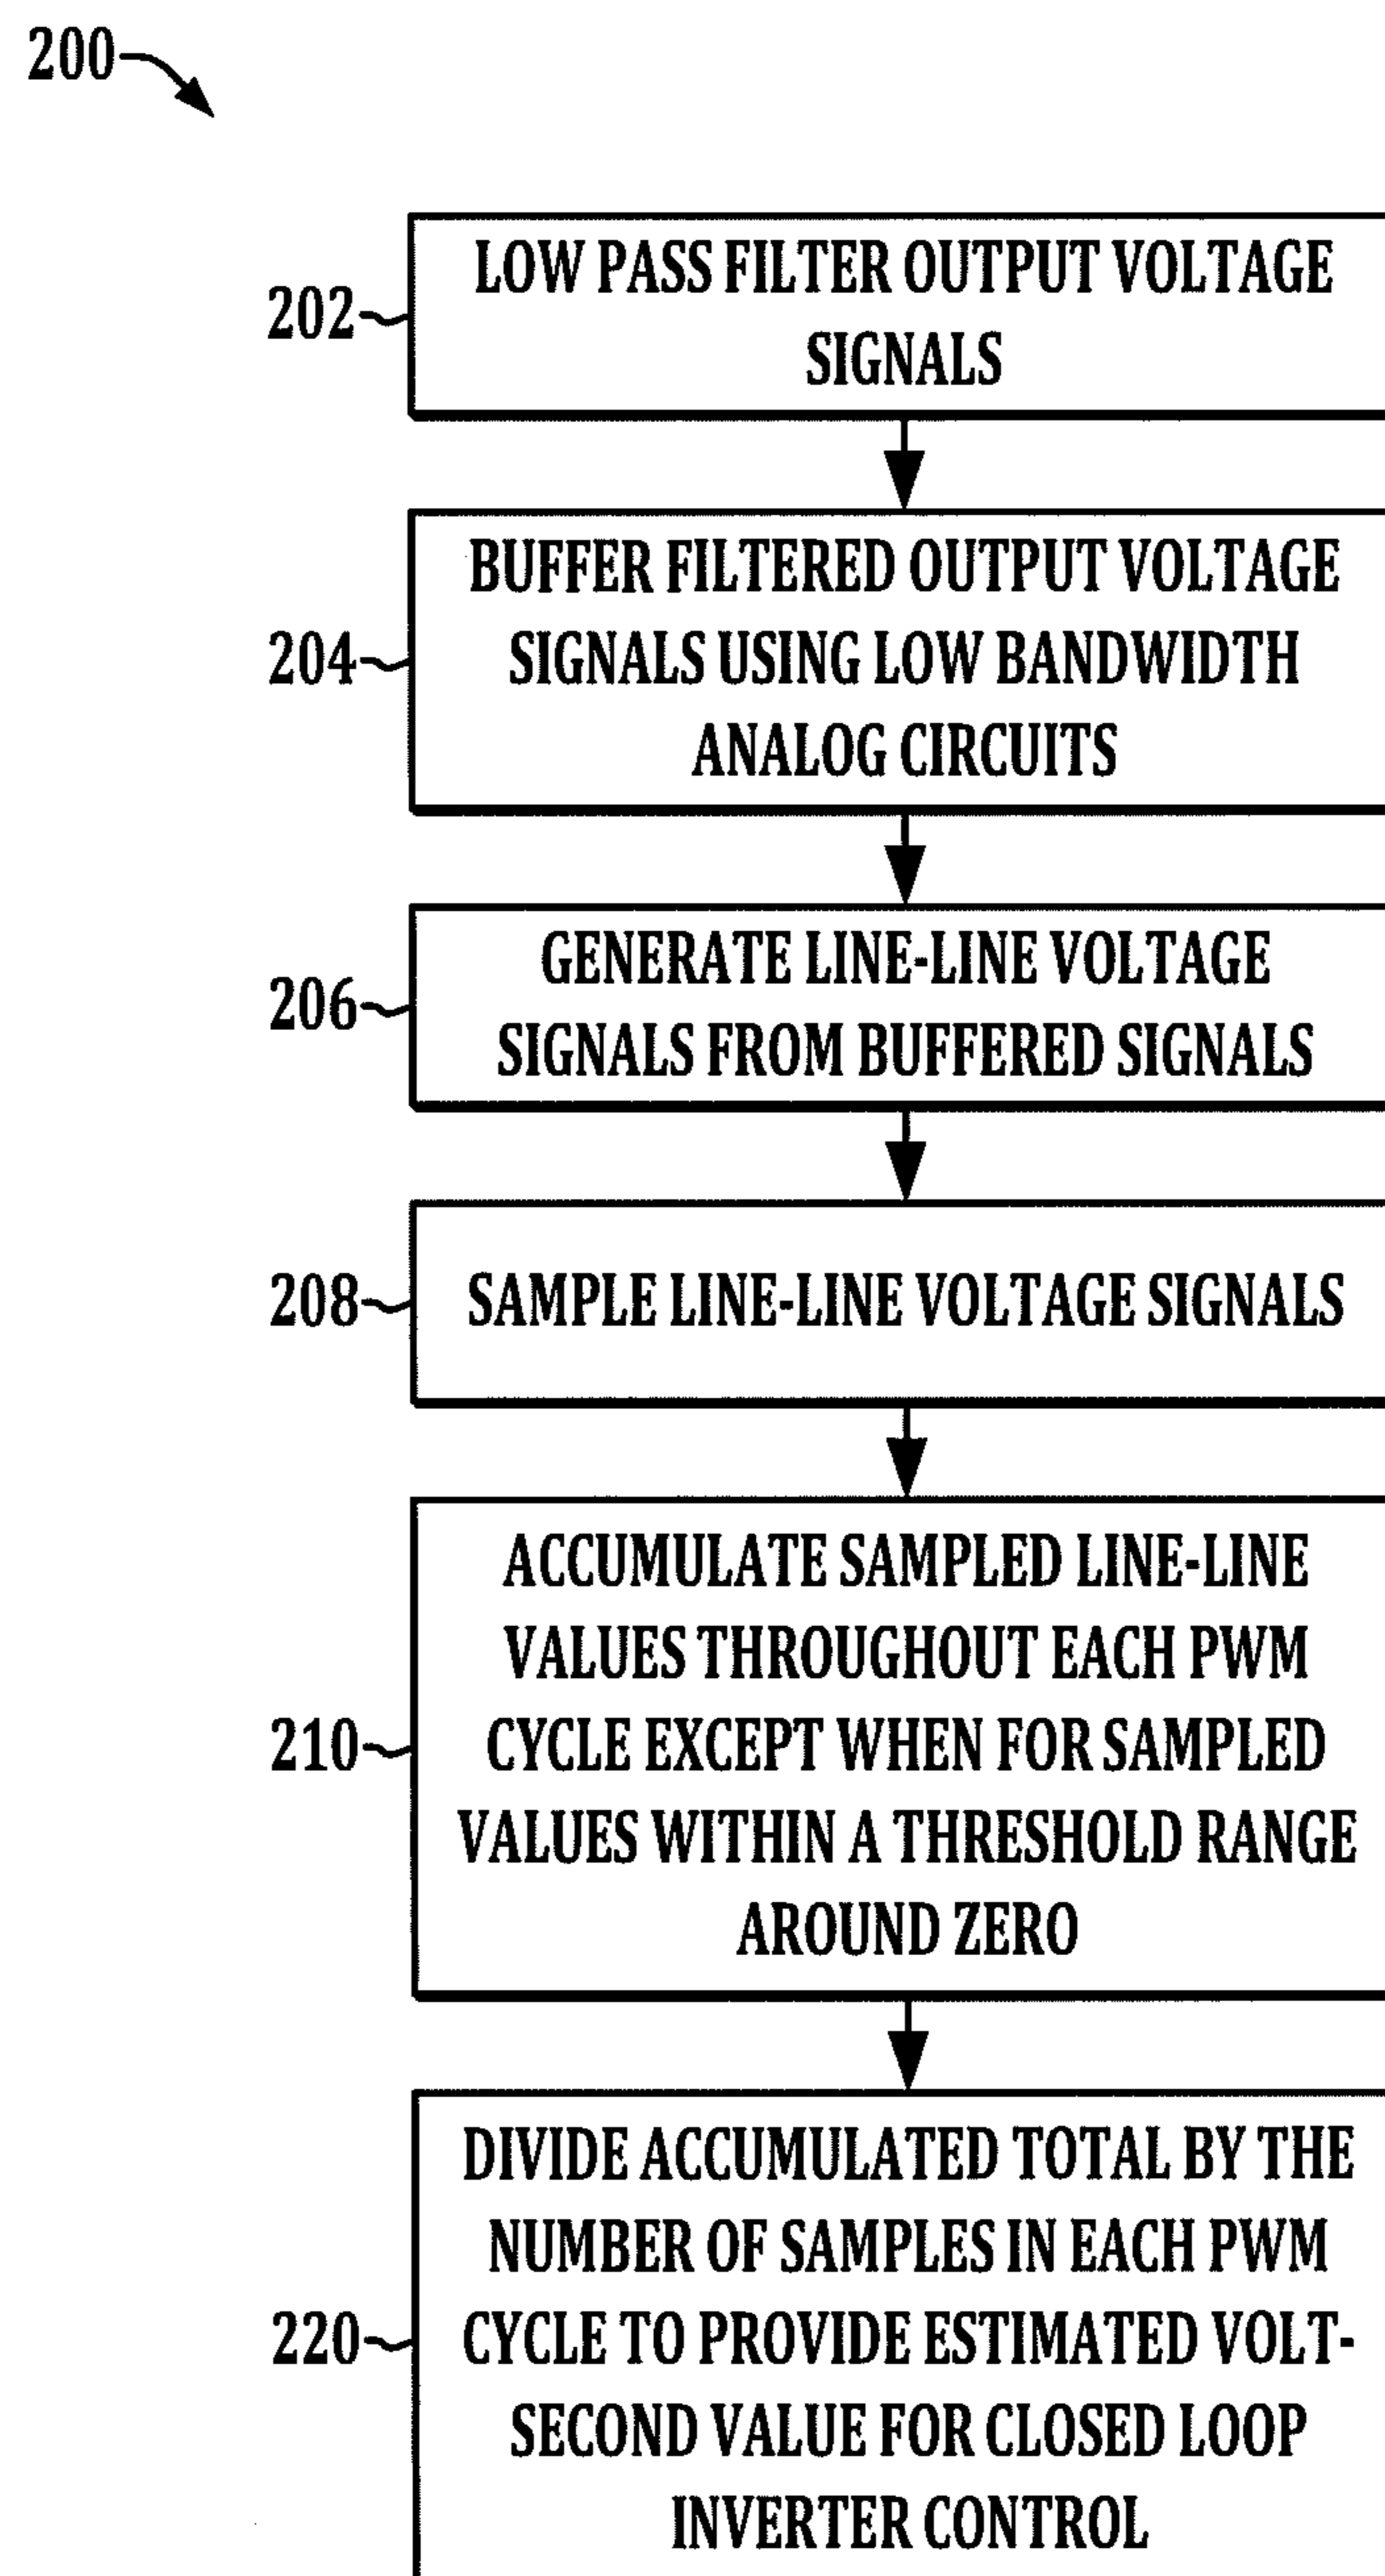 200
202
LOW PASS FILTER OUTPUT VOLTAGE
SIGNALS
204
BUFFER FILTERED OUTPUT VOLTAGE
SIGNALS USING LOW BANDWIDTH
ANALOG CIRCUITS
206
GENERATE LINE-LINE VOLTAGE
SIGNALS FROM BUFFERED SIGNALS
208
SAMPLE LINE-LINE VOLTAGE SIGNALS
210
ACCUMULATE SAMPLED LINE-LINE
VALUES THROUGHOUT EACH PWM
CYCLE EXCEPT WHEN FOR SAMPLED
VALUES WITHIN A THRESHOLD RANGE
AROUND ZERO
220
DIVIDE ACCUMULATED TOTAL BY THE
NUMBER OF SAMPLES IN EACH PWM
CYCLE TO PROVIDE ESTIMATED VOLT-
SECOND VALUE FOR CLOSED LOOP
INVERTER CONTROL